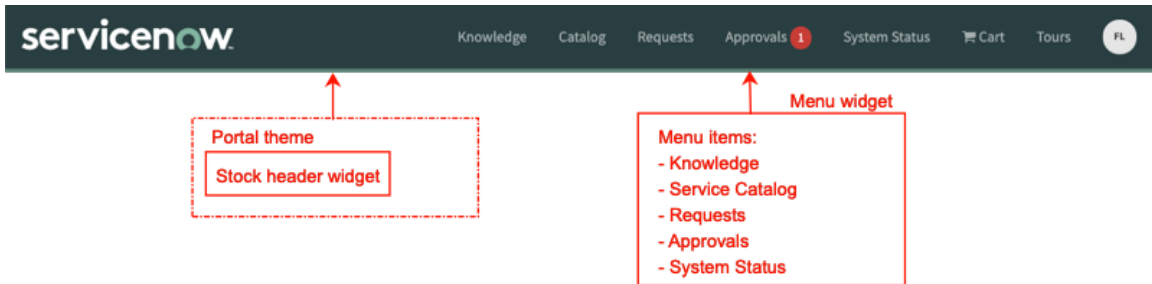 servicenow.
Knowledge Catalog Requests Approvals 1 System Status Cart Tours FL
Menu widget
Portal theme
Stock header widget
Menu items:
- Knowledge
- Service Catalog
- Requests
- Approvals
- System Status